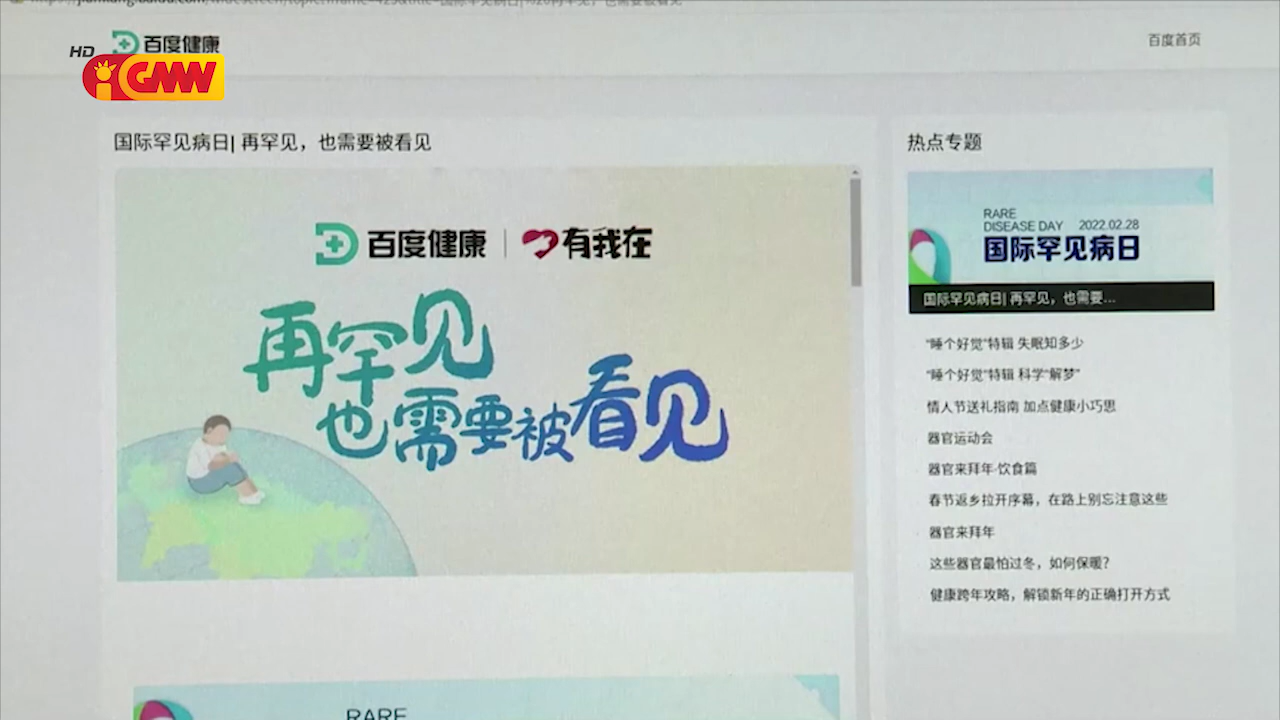 百度健康
HD
iGMW
百度首页
国际罕见病日| 再罕见，也需要被看见
百度健康
有我在
再罕见
也需要被看见
热点专题
RARE
DISEASE DAY 2022.02.28
国际罕见病日
国际罕见病日| 再罕见，也需要...
“睡个好觉”特辑 失眠知多少
“睡个好觉”特辑 科学“解梦”
情人节送礼指南 加点健康小巧思
器官运动会
器官来拜年·饮食篇
春节返乡拉开序幕，在路上别忘注意这些
器官来拜年
这些器官最怕过冬，如何保暖？
健康跨年攻略，解锁新年的正确打开方式
RARE